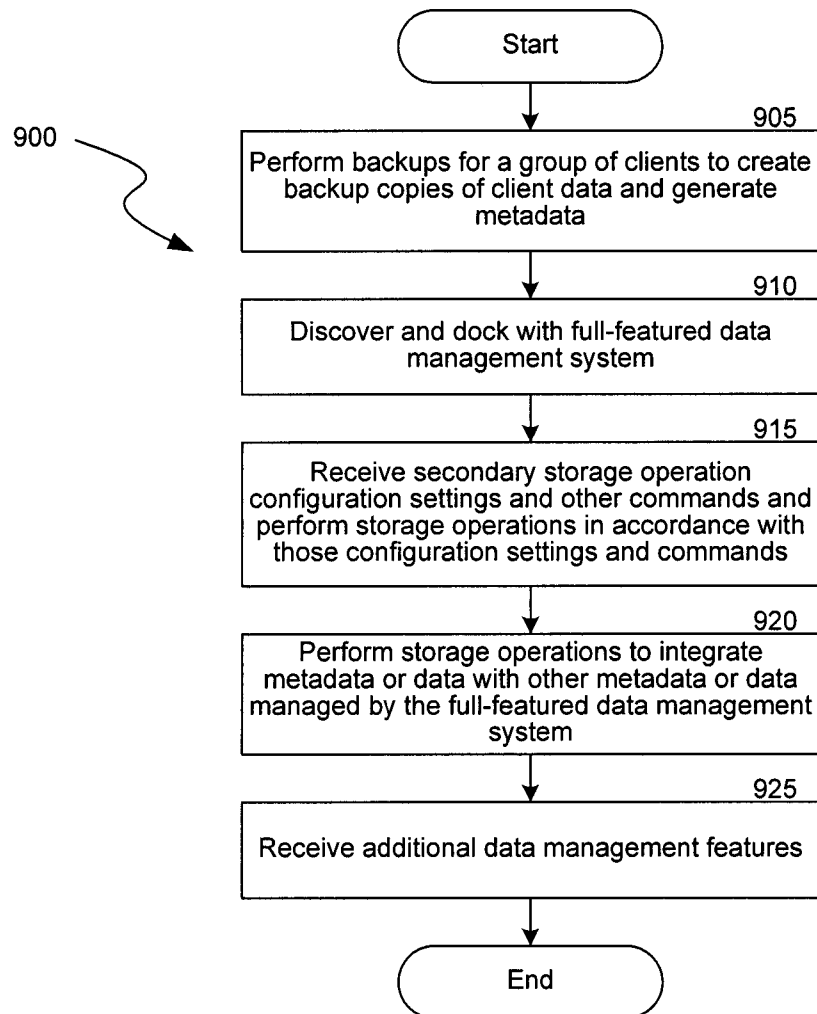 Start
900
905
Perform backups for a group of clients to create
backup copies of client data and generate
metadata
910
Discover and dock with full-featured data
management system
915
Receive secondary storage operation
configuration settings and other commands and
perform storage operations in accordance with
those configuration settings and commands
920
Perform storage operations to integrate
metadata or data with other metadata or data
managed by the full-featured data management
system
925
Receive additional data management features
End